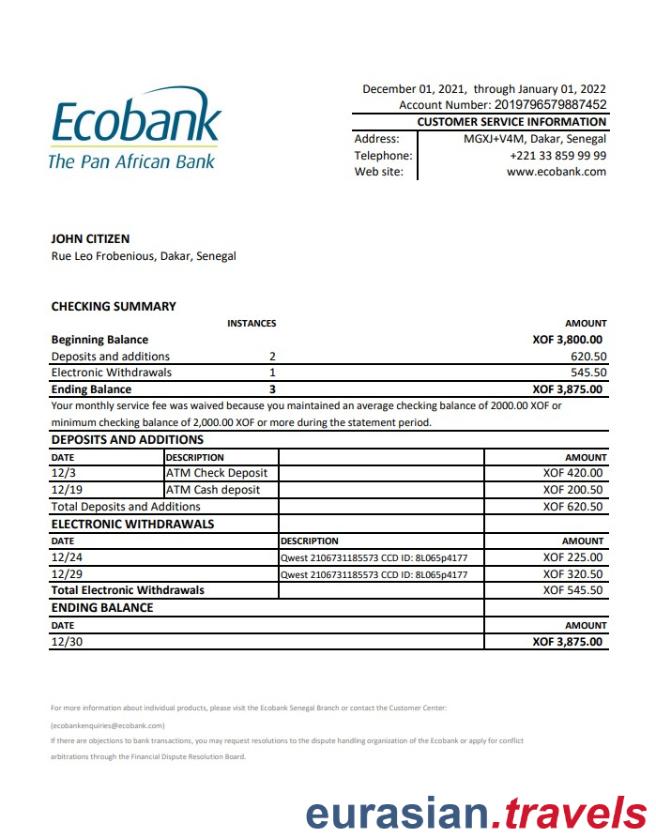 December 01, 2021, through January 01, 2022
Account Number: 2019796579887452
CUSTOMER SERVICE INFORMATION
Address: MGXJ+V4M, Dakar, Senegal
Telephone: +221 33 859 99 99
Web site: www.ecobank.com
Ecobank
The Pan African Bank
JOHN CITIZEN
Rue Leo Frobenious, Dakar, Senegal
CHECKING SUMMARY
INSTANCES AMOUNT
Beginning Balance XOF 3,800.00
Deposits and additions 2 620.50
Electronic Withdrawals 1 545.50
Ending Balance 3 XOF 3,875.00
Your monthly service fee was waived because you maintained an average checking balance of 2000.00 XOF or
minimum checking balance of 2,000.00 XOF or more during the statement period.
DEPOSITS AND ADDITIONS
DATE DESCRIPTION AMOUNT
12/3 ATM Check Deposit XOF 420.00
12/19 ATM Cash deposit XOF 200.50
Total Deposits and Additions XOF 620.50
ELECTRONIC WITHDRAWALS
DATE DESCRIPTION AMOUNT
12/24 Qwest 2106731185573 CCD ID: 8L065p4177 XOF 225.00
12/29 Qwest 2106731185573 CCD ID: 8L065p4177 XOF 320.50
Total Electronic Withdrawals XOF 545.50
ENDING BALANCE
DATE AMOUNT
12/30 XOF 3,875.00
For more information about individual products, please visit the Ecobank Senegal Branch or contact the Customer Center:
(ecobankenquiries@ecobank.com)
If there are objections to bank transactions, you may request resolutions to the dispute handling organization of the Ecobank or apply for conflict
arbitrations through the Financial Dispute Resolution Board.
eurasian.travels